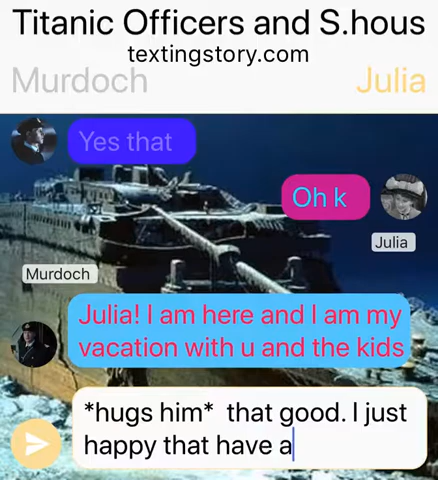 Titanic Officers and S.hous
textingstory.com
Murdoch Julia
Yes that
Oh k
Julia
Murdoch
Julia! I am here and I am my
vacation with u and the kids
*hugs him* that good. I just
happy that have a